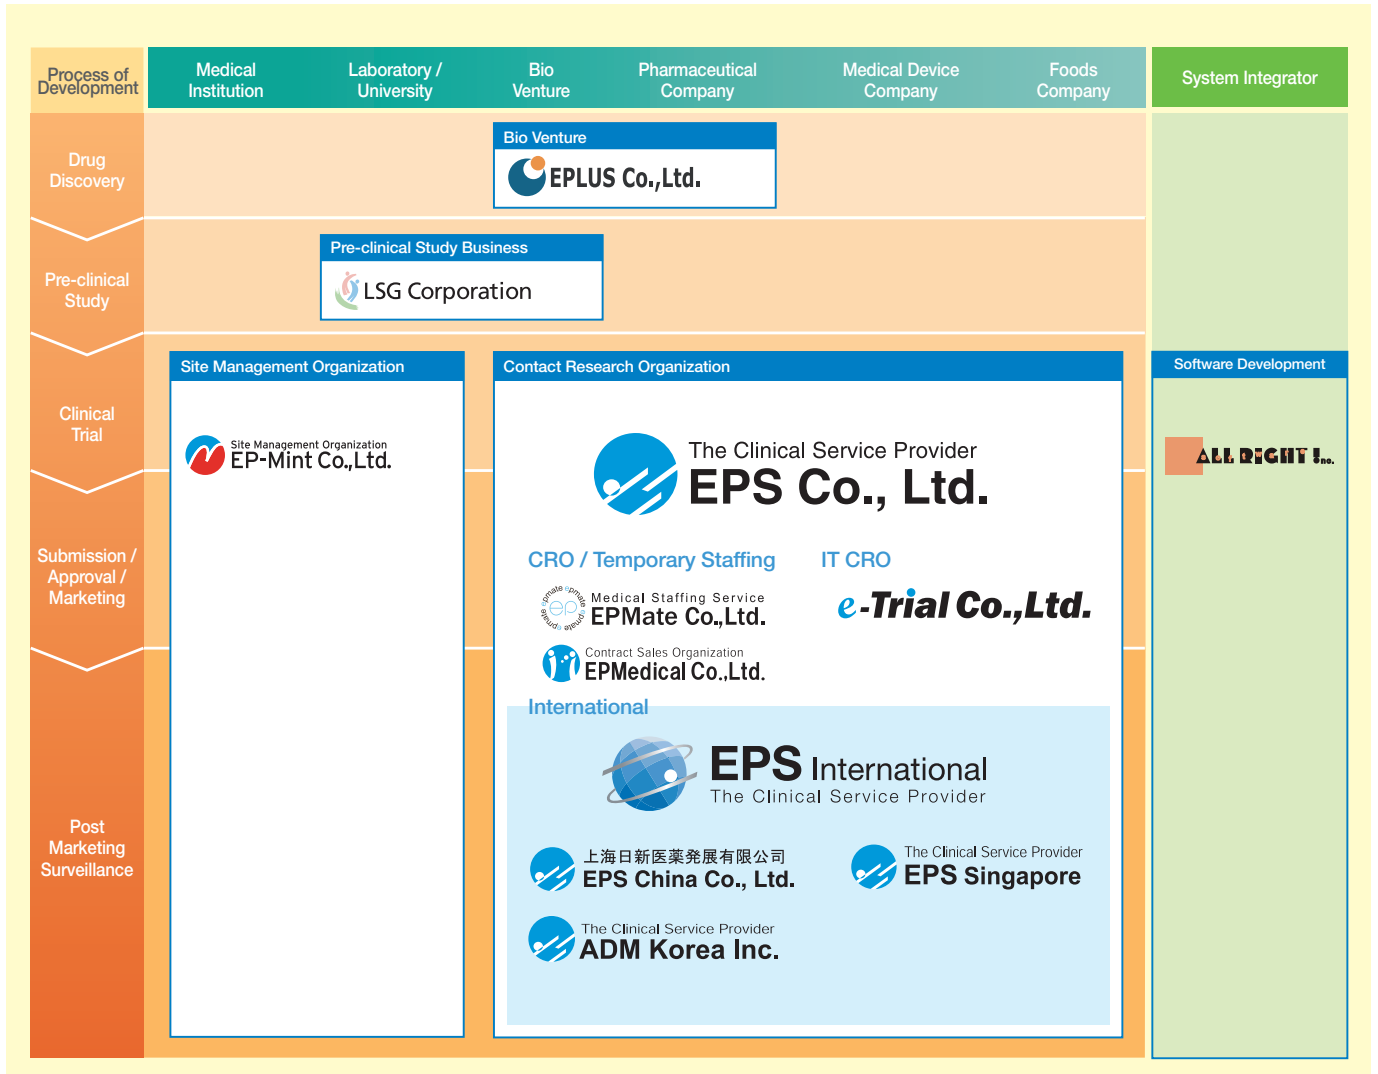 Process of
Development
Medical
Institution
Laboratory /
University
Bio
Venture
Pharmaceutical
Company
Medical Device
Company
Foods
Company
System Integrator
Drug
Discovery
Bio Venture
EPLUS Co.,Ltd.
Pre-clinical
Study
Pre-clinical Study Business
LSG Corporation
Clinical
Trial
Site Management Organization
Site Management Organization
EP-Mint Co.,Ltd.
Contact Research Organization
The Clinical Service Provider
EPS Co., Ltd.
Software Development
ALL RIGHT !nc.
Submission /
Approval /
Marketing
CRO / Temporary Staffing
epmate epmate epmate epmate
ep
Medical Staffing Service
EPMate Co.,Ltd.
Contract Sales Organization
EPMedical Co.,Ltd.
IT CRO
e-Trial Co.,Ltd.
Post
Marketing
Surveillance
International
EPS International
The Clinical Service Provider
上海日新医薬発展有限公司
EPS China Co., Ltd.
The Clinical Service Provider
EPS Singapore
The Clinical Service Provider
ADM Korea Inc.